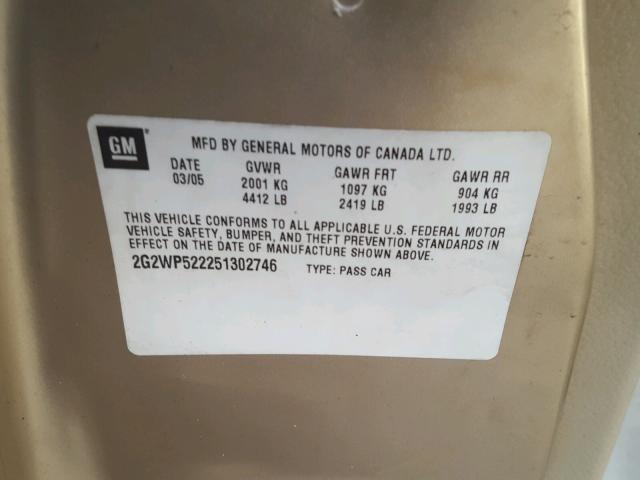 GM
MFD BY GENERAL MOTORS OF CANADA LTD.
DATE GVWR GAWR FRT GAWR RR
03/05 2001 KG 1097 KG 904 KG
4412 LB 2419 LB 1993 LB
THIS VEHICLE CONFORMS TO ALL APPLICABLE U.S. FEDERAL MOTOR
VEHICLE SAFETY, BUMPER, AND THEFT PREVENTION STANDARDS IN
EFFECT ON THE DATE OF MANUFACTURE SHOWN ABOVE.
2G2WP522251302746 TYPE: PASS CAR